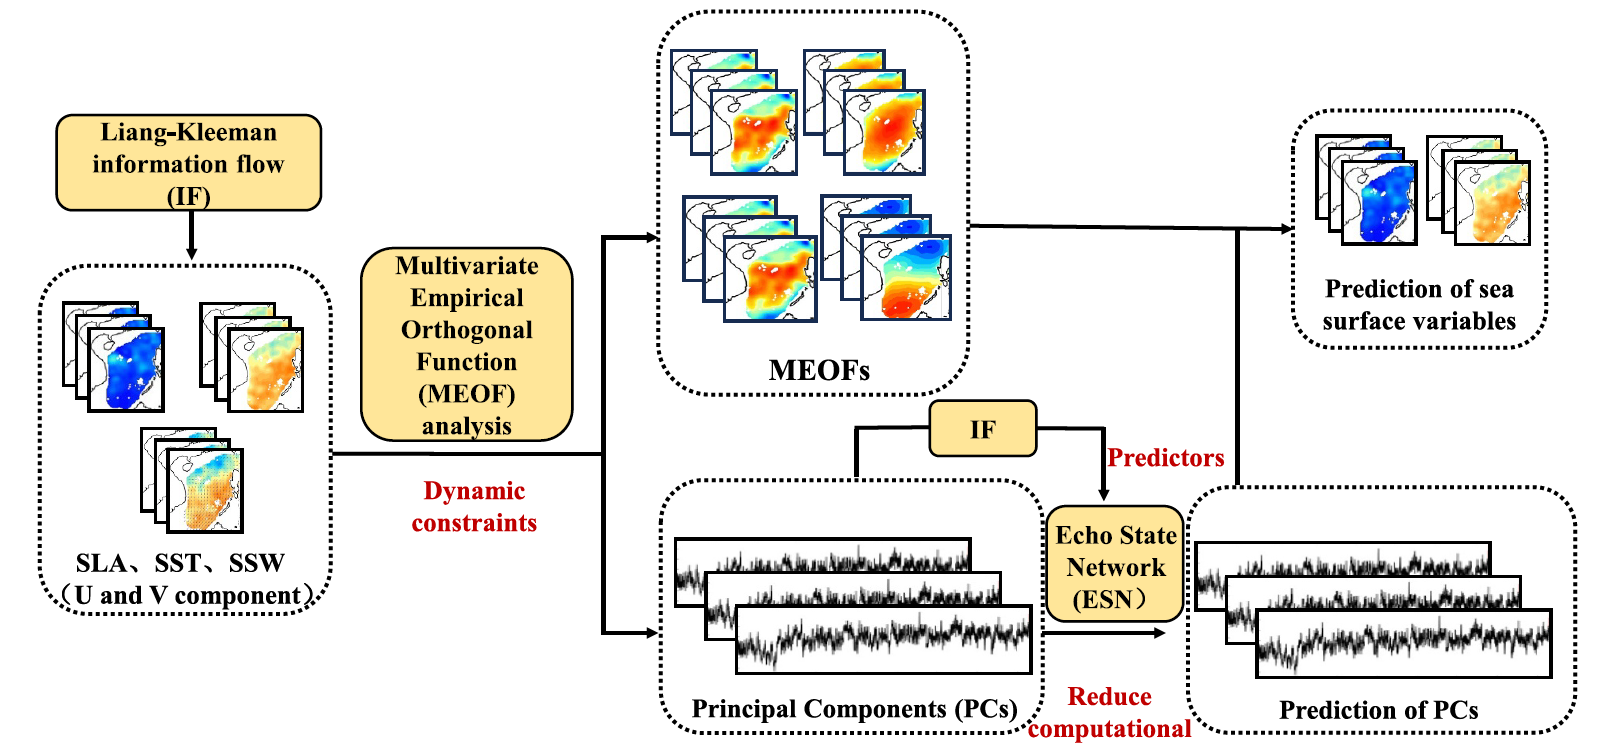 Liang-Kleeman
information flow
(IF)
SLA、SST、SSW
（U and V component）
Multivariate
Empirical
Orthogonal
Function
(MEOF)
analysis
Dynamic
constraints
MEOFs
IF
Predictors
Echo State
Network
(ESN）
Principal Components (PCs)
Reduce
computational
Prediction of PCs
Prediction of sea
surface variables